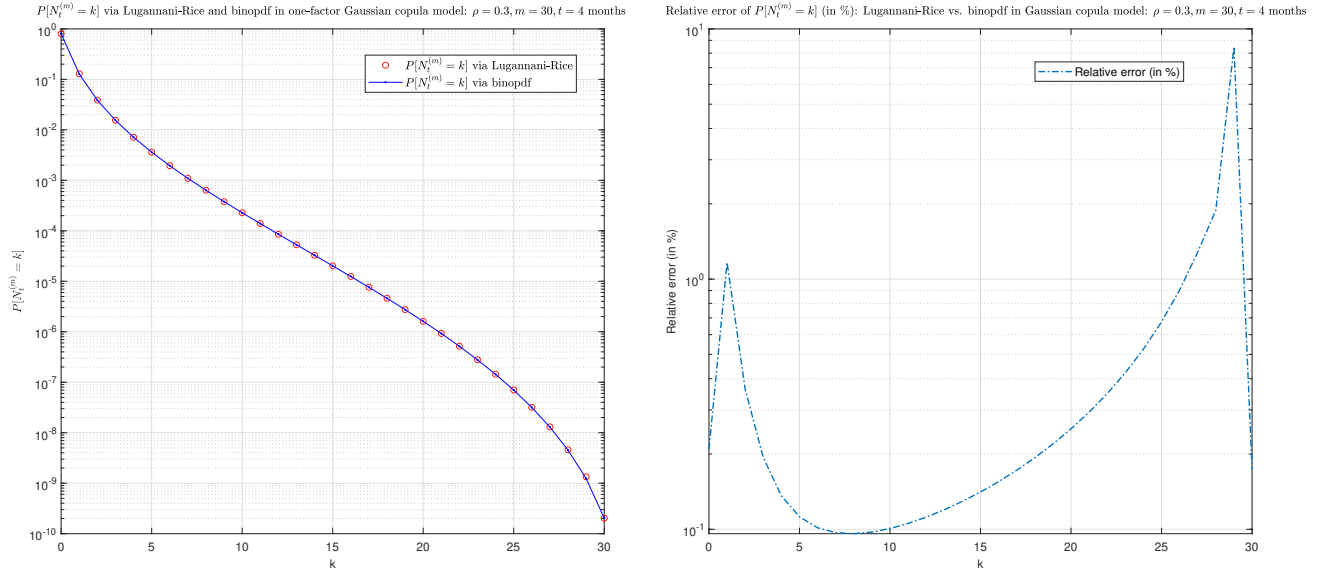 P[N_t^{(m)} = k] via Lugannani-Rice and binopdf in one-factor Gaussian copula model: ρ = 0.3, m = 30, t = 4 months
10^0
10^{-1}
10^{-2}
10^{-3}
10^{-4}
10^{-5}
10^{-6}
10^{-7}
10^{-8}
10^{-9}
10^{-10}
P[N_t^{(m)} = k]
P[N_t^{(m)} = k] via Lugannani-Rice
P[N_t^{(m)} = k] via binopdf
0 5 10 15 20 25 30
k
Relative error of P[N_t^{(m)} = k] (in %): Lugannani-Rice vs. binopdf in Gaussian copula model: ρ = 0.3, m = 30, t = 4 months
10^1
10^0
10^{-1}
Relative error (in %)
Relative error (in %)
0 5 10 15 20 25 30
k